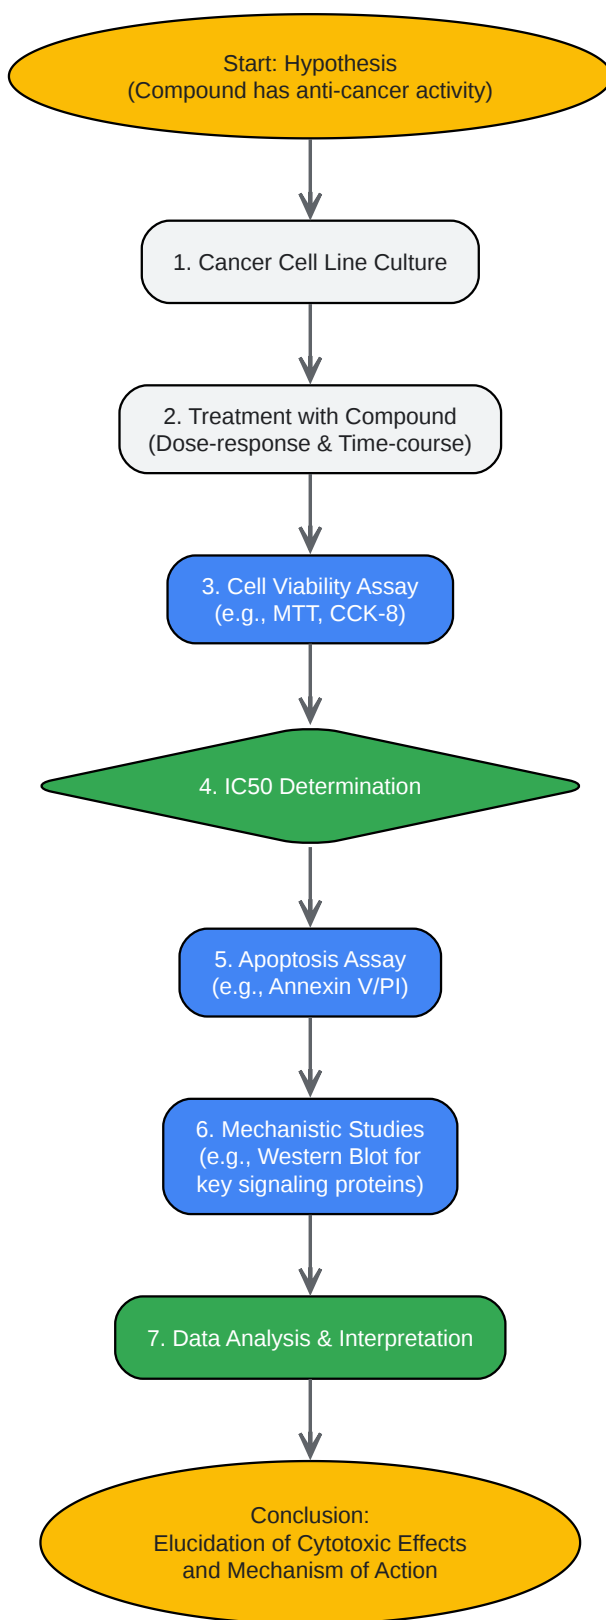 Start: Hypothesis
(Compound has anti-cancer activity)
1. Cancer Cell Line Culture
2. Treatment with Compound
(Dose-response & Time-course)
3. Cell Viability Assay
(e.g., MTT, CCK-8)
4. IC50 Determination
5. Apoptosis Assay
(e.g., Annexin V/PI)
6. Mechanistic Studies
(e.g., Western Blot for
key signaling proteins)
7. Data Analysis & Interpretation
Conclusion:
Elucidation of Cytotoxic Effects
and Mechanism of Action